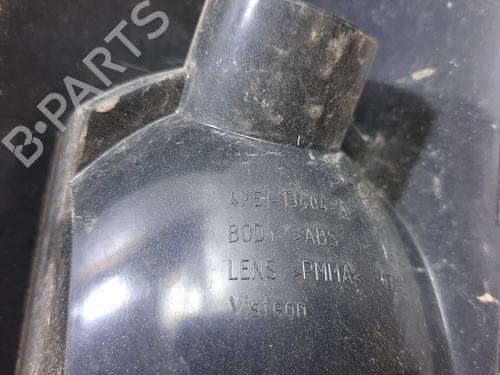 B-PARTS
4M51-13404-A
BODY >ABS
LENS >PMMA<
Visteon